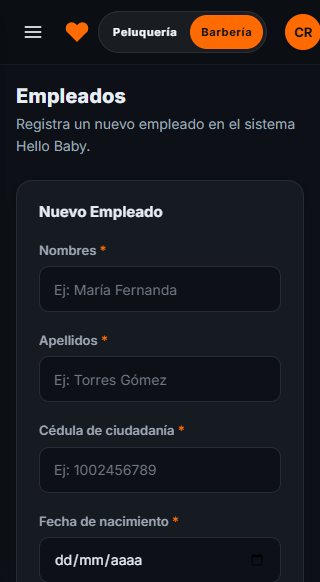 Peluquería
Barbería
CR
Empleados
Registra un nuevo empleado en el sistema
Hello Baby.
Nuevo Empleado
Nombres *
Ej: María Fernanda
Apellidos *
Ej: Torres Gómez
Cédula de ciudadanía *
Ej: 1002456789
Fecha de nacimiento *
dd/mm/aaaa